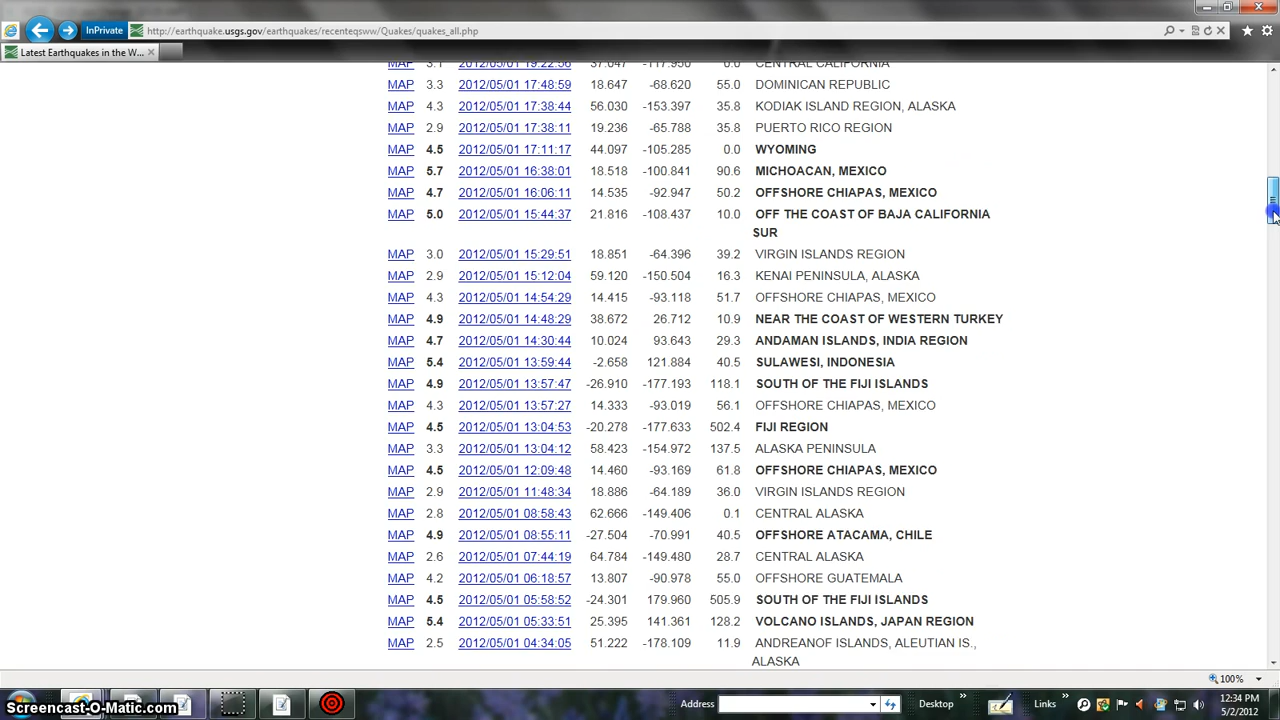 InPrivate http://earthquake.usgs.gov/earthquakes/recenteqsww/Quakes/quakes_all.php
Latest Earthquakes in the W...
MAP 3.1 2012/05/01 19:22:56 37.047 -117.950 0.0 CENTRAL CALIFORNIA
MAP 3.3 2012/05/01 17:48:59 18.647 -68.620 55.0 DOMINICAN REPUBLIC
MAP 4.3 2012/05/01 17:38:44 56.030 -153.397 35.8 KODIAK ISLAND REGION, ALASKA
MAP 2.9 2012/05/01 17:38:11 19.236 -65.788 35.8 PUERTO RICO REGION
MAP 4.5 2012/05/01 17:11:17 44.097 -105.285 0.0 WYOMING
MAP 5.7 2012/05/01 16:38:01 18.518 -100.841 90.6 MICHOACAN, MEXICO
MAP 4.7 2012/05/01 16:06:11 14.535 -92.947 50.2 OFFSHORE CHIAPAS, MEXICO
MAP 5.0 2012/05/01 15:44:37 21.816 -108.437 10.0 OFF THE COAST OF BAJA CALIFORNIA
SUR
MAP 3.0 2012/05/01 15:29:51 18.851 -64.396 39.2 VIRGIN ISLANDS REGION
MAP 2.9 2012/05/01 15:12:04 59.120 -150.504 16.3 KENAI PENINSULA, ALASKA
MAP 4.3 2012/05/01 14:54:29 14.415 -93.118 51.7 OFFSHORE CHIAPAS, MEXICO
MAP 4.9 2012/05/01 14:48:29 38.672 26.712 10.9 NEAR THE COAST OF WESTERN TURKEY
MAP 4.7 2012/05/01 14:30:44 10.024 93.643 29.3 ANDAMAN ISLANDS, INDIA REGION
MAP 5.4 2012/05/01 13:59:44 -2.658 121.884 40.5 SULAWESI, INDONESIA
MAP 4.9 2012/05/01 13:57:47 -26.910 -177.193 118.1 SOUTH OF THE FIJI ISLANDS
MAP 4.3 2012/05/01 13:57:27 14.333 -93.019 56.1 OFFSHORE CHIAPAS, MEXICO
MAP 4.5 2012/05/01 13:04:53 -20.278 -177.633 502.4 FIJI REGION
MAP 3.3 2012/05/01 13:04:12 58.423 -154.972 137.5 ALASKA PENINSULA
MAP 4.5 2012/05/01 12:09:48 14.460 -93.169 61.8 OFFSHORE CHIAPAS, MEXICO
MAP 2.9 2012/05/01 11:48:34 18.886 -64.189 36.0 VIRGIN ISLANDS REGION
MAP 2.8 2012/05/01 08:58:43 62.666 -149.406 0.1 CENTRAL ALASKA
MAP 4.9 2012/05/01 08:55:11 -27.504 -70.991 40.5 OFFSHORE ATACAMA, CHILE
MAP 2.6 2012/05/01 07:44:19 64.784 -149.480 28.7 CENTRAL ALASKA
MAP 4.2 2012/05/01 06:18:57 13.807 -90.978 55.0 OFFSHORE GUATEMALA
MAP 4.5 2012/05/01 05:58:52 -24.301 179.960 505.9 SOUTH OF THE FIJI ISLANDS
MAP 5.4 2012/05/01 05:33:51 25.395 141.361 128.2 VOLCANO ISLANDS, JAPAN REGION
MAP 2.5 2012/05/01 04:34:05 51.222 -178.109 11.9 ANDREANOF ISLANDS, ALEUTIAN IS.,
ALASKA
100%
Address Desktop » Links » 12:34 PM
5/2/2012
Screencast-O-Matic.com